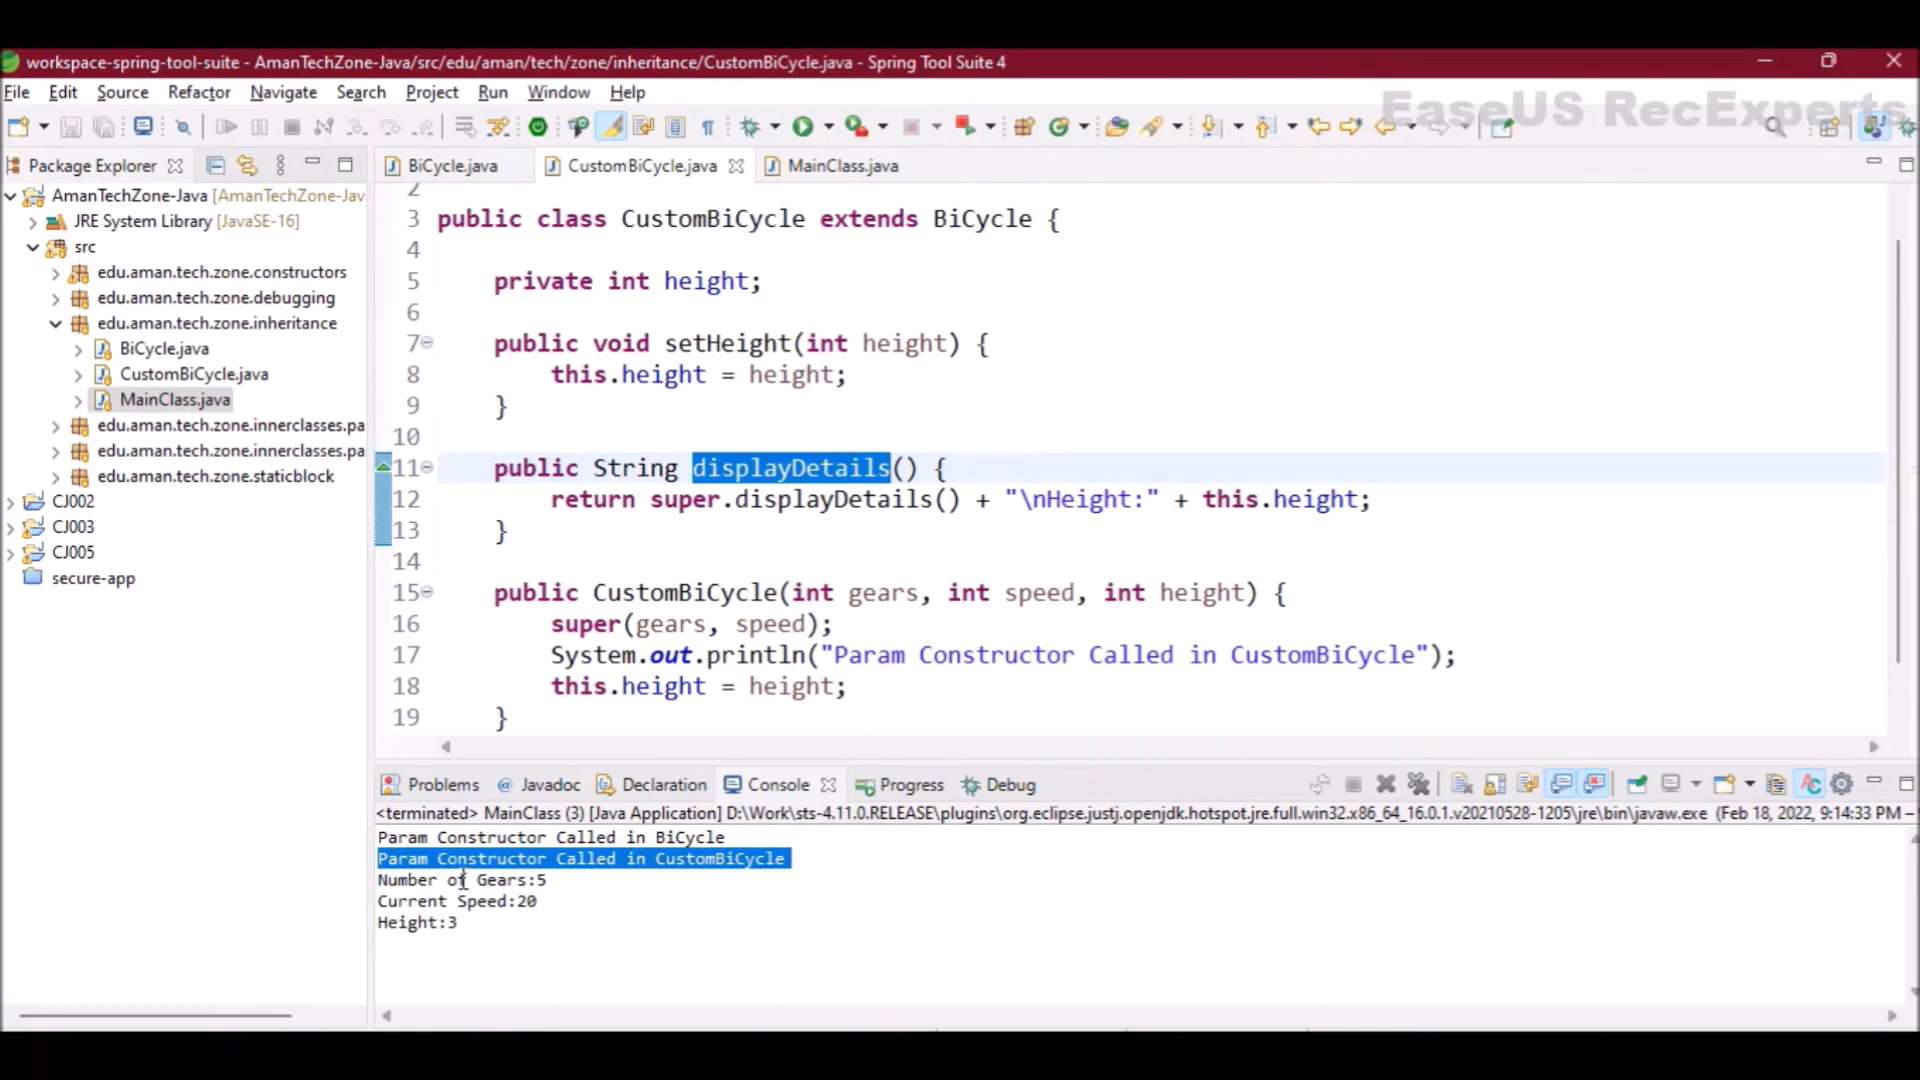 workspace-spring-tool-suite - AmanTechZone-Java/src/edu/aman/tech/zone/inheritance/CustomBiCycle.java - Spring Tool Suite 4
File Edit Source Refactor Navigate Search Project Run Window Help
EaseUS RecExperts
Package Explorer
BiCycle.java CustomBiCycle.java MainClass.java
AmanTechZone-Java [AmanTechZone-Jav
JRE System Library [JavaSE-16]
src
edu.aman.tech.zone.constructors
edu.aman.tech.zone.debugging
edu.aman.tech.zone.inheritance
BiCycle.java
CustomBiCycle.java
MainClass.java
edu.aman.tech.zone.innerclasses.pa
edu.aman.tech.zone.innerclasses.pa
edu.aman.tech.zone.staticblock
CJ002
CJ003
CJ005
secure-app
2
3 public class CustomBiCycle extends BiCycle {
4
5 private int height;
6
7 public void setHeight(int height) {
8 this.height = height;
9 }
10
11 public String displayDetails() {
12 return super.displayDetails() + "\nHeight:" + this.height;
13 }
14
15 public CustomBiCycle(int gears, int speed, int height) {
16 super(gears, speed);
17 System.out.println("Param Constructor Called in CustomBiCycle");
18 this.height = height;
19 }
Problems @ Javadoc Declaration Console Progress Debug
<terminated> MainClass (3) [Java Application] D:\Work\sts-4.11.0.RELEASE\plugins\org.eclipse.justj.openjdk.hotspot.jre.full.win32.x86_64_16.0.1.v20210528-1205\jre\bin\javaw.exe (Feb 18, 2022, 9:14:33 PM –
Param Constructor Called in BiCycle
Param Constructor Called in CustomBiCycle
Number of Gears:5
Current Speed:20
Height:3